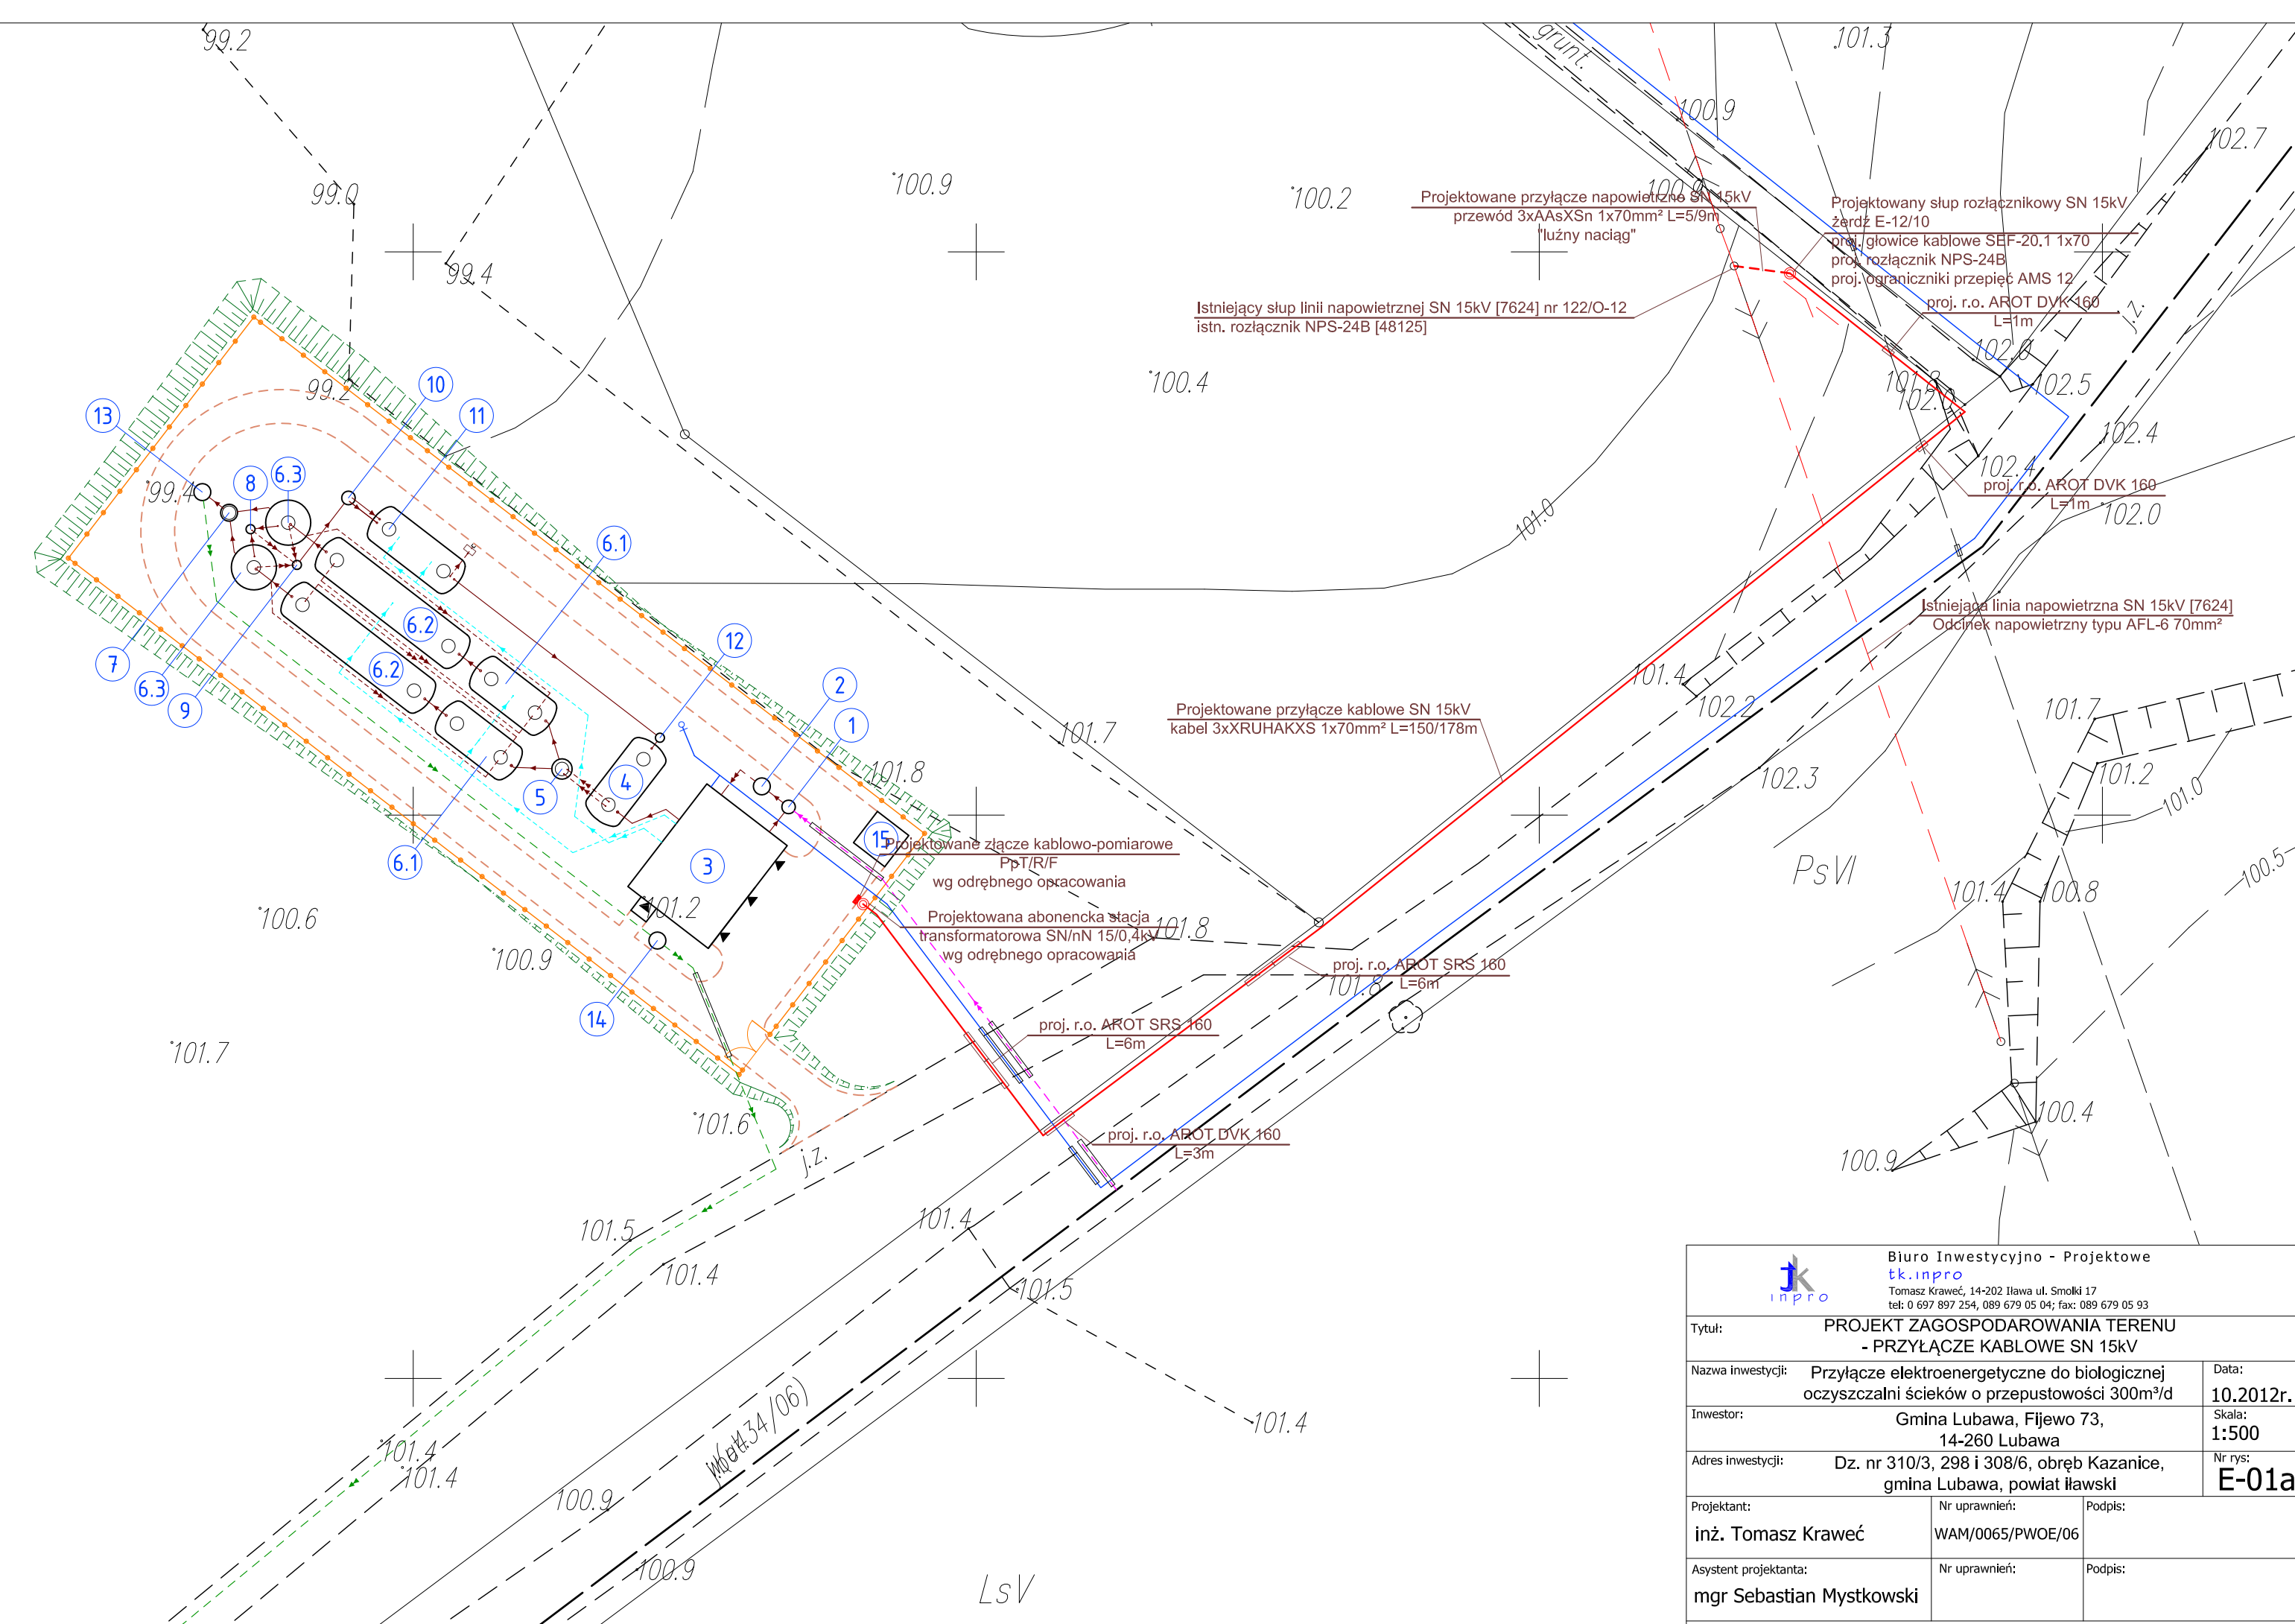 99.2
101.3
grunt.
100.9
102.7
99.0
100.9
100.2
Projektowane przyłącze napowietrzne SN 15kV
przewód 3xAAsXSn 1x70mm² L=5/9m
"luźny naciąg"
Projektowany słup rozłącznikowy SN 15kV
żerdź E-12/10
proj. głowice kablowe SEF-20.1 1x70
proj. rozłącznik NPS-24B
proj. ograniczniki przepięć AMS 12
99.4
Istniejący słup linii napowietrznej SN 15kV [7624] nr 122/O-12
istn. rozłącznik NPS-24B [48125]
proj. r.o. AROT DVK 160
L=1m
j.z.
102.0
99.2
10
100.4
102.5
13
11
102.0
102.4
99.4
8
6.3
102.4
proj. r.o. AROT DVK 160
L=1m
102.0
101.0
6.1
6.2
12
Istniejąca linia napowietrzna SN 15kV [7624]
Odcinek napowietrzny typu AFL-6 70mm²
7
6.3
6.2
9
2
1
101.4
102.2
Projektowane przyłącze kablowe SN 15kV
kabel 3xXRUHAKXS 1x70mm² L=150/178m
101.7
101.7
101.8
4
5
102.3
101.2
101.0
15
Projektowane złącze kablowo-pomiarowe
PpT/R/F
wg odrębnego opracowania
6.1
3
PsVI
100.5
101.4
100.8
100.6
101.2
Projektowana abonencka stacja
transformatorowa SN/nN 15/0,4kV
wg odrębnego opracowania
101.8
100.9
proj. r.o. AROT SRS 160
L=6m
101.8
14
proj. r.o. AROT SRS 160
L=6m
101.7
101.6
100.4
proj. r.o. AROT DVK 160
L=3m
j.z.
100.9
101.5
101.4
101.4
101.5
101.4
101.4
101.4
100.9
100.9
LsV
Biuro Inwestycyjno - Projektowe
tk.inpro
Tomasz Kraweć, 14-202 Iława ul. Smolki 17
tel: 0 697 897 254, 089 679 05 04; fax: 089 679 05 93
inpro
Tytuł:
PROJEKT ZAGOSPODAROWANIA TERENU
- PRZYŁĄCZE KABLOWE SN 15kV
Nazwa inwestycji:
Przyłącze elektroenergetyczne do biologicznej
oczyszczalni ścieków o przepustowości 300m³/d
Data:
10.2012r.
Inwestor:
Gmina Lubawa, Fijewo 73,
14-260 Lubawa
Skala:
1:500
Adres inwestycji:
Dz. nr 310/3, 298 i 308/6, obręb Kazanice,
gmina Lubawa, powiat iławski
Nr rys:
E-01a
Projektant:
inż. Tomasz Kraweć
Nr uprawnień:
WAM/0065/PWOE/06
Podpis:
Asystent projektanta:
mgr Sebastian Mystkowski
Nr uprawnień:
Podpis: